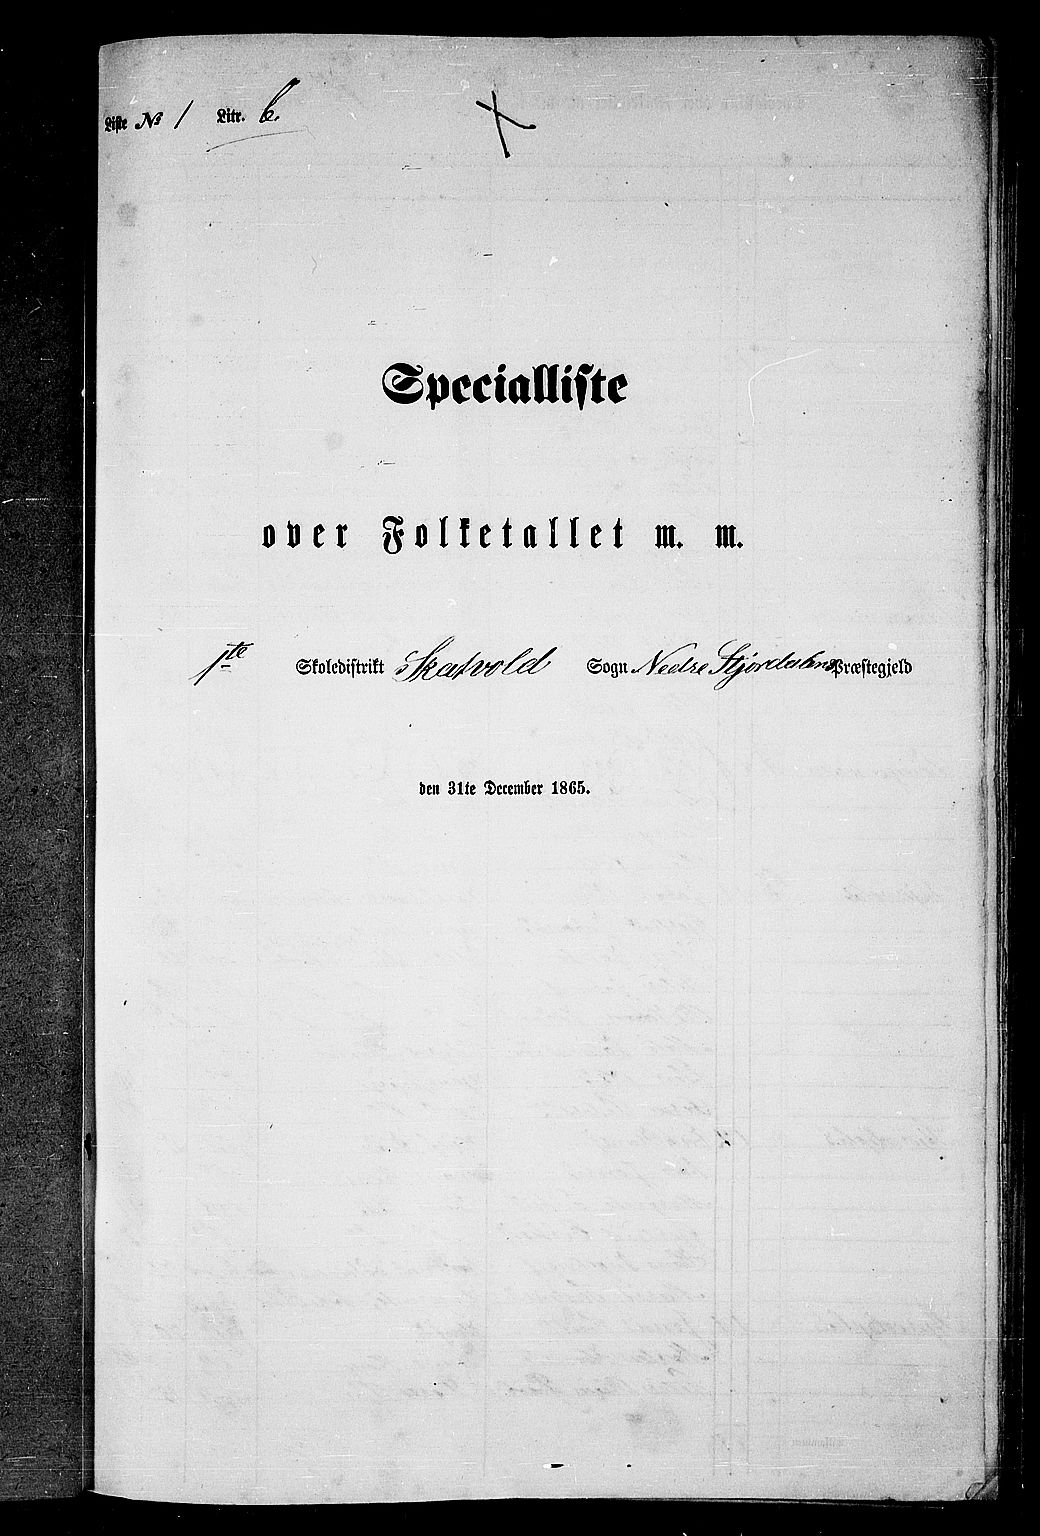 Liste № 1 Litr. b.
Specialliste
over Folketallet m. m.
1te Skoledistrikt Skatvold Sogn Nedre Stjørdalens Præstegjeld
den 31te December 1865.